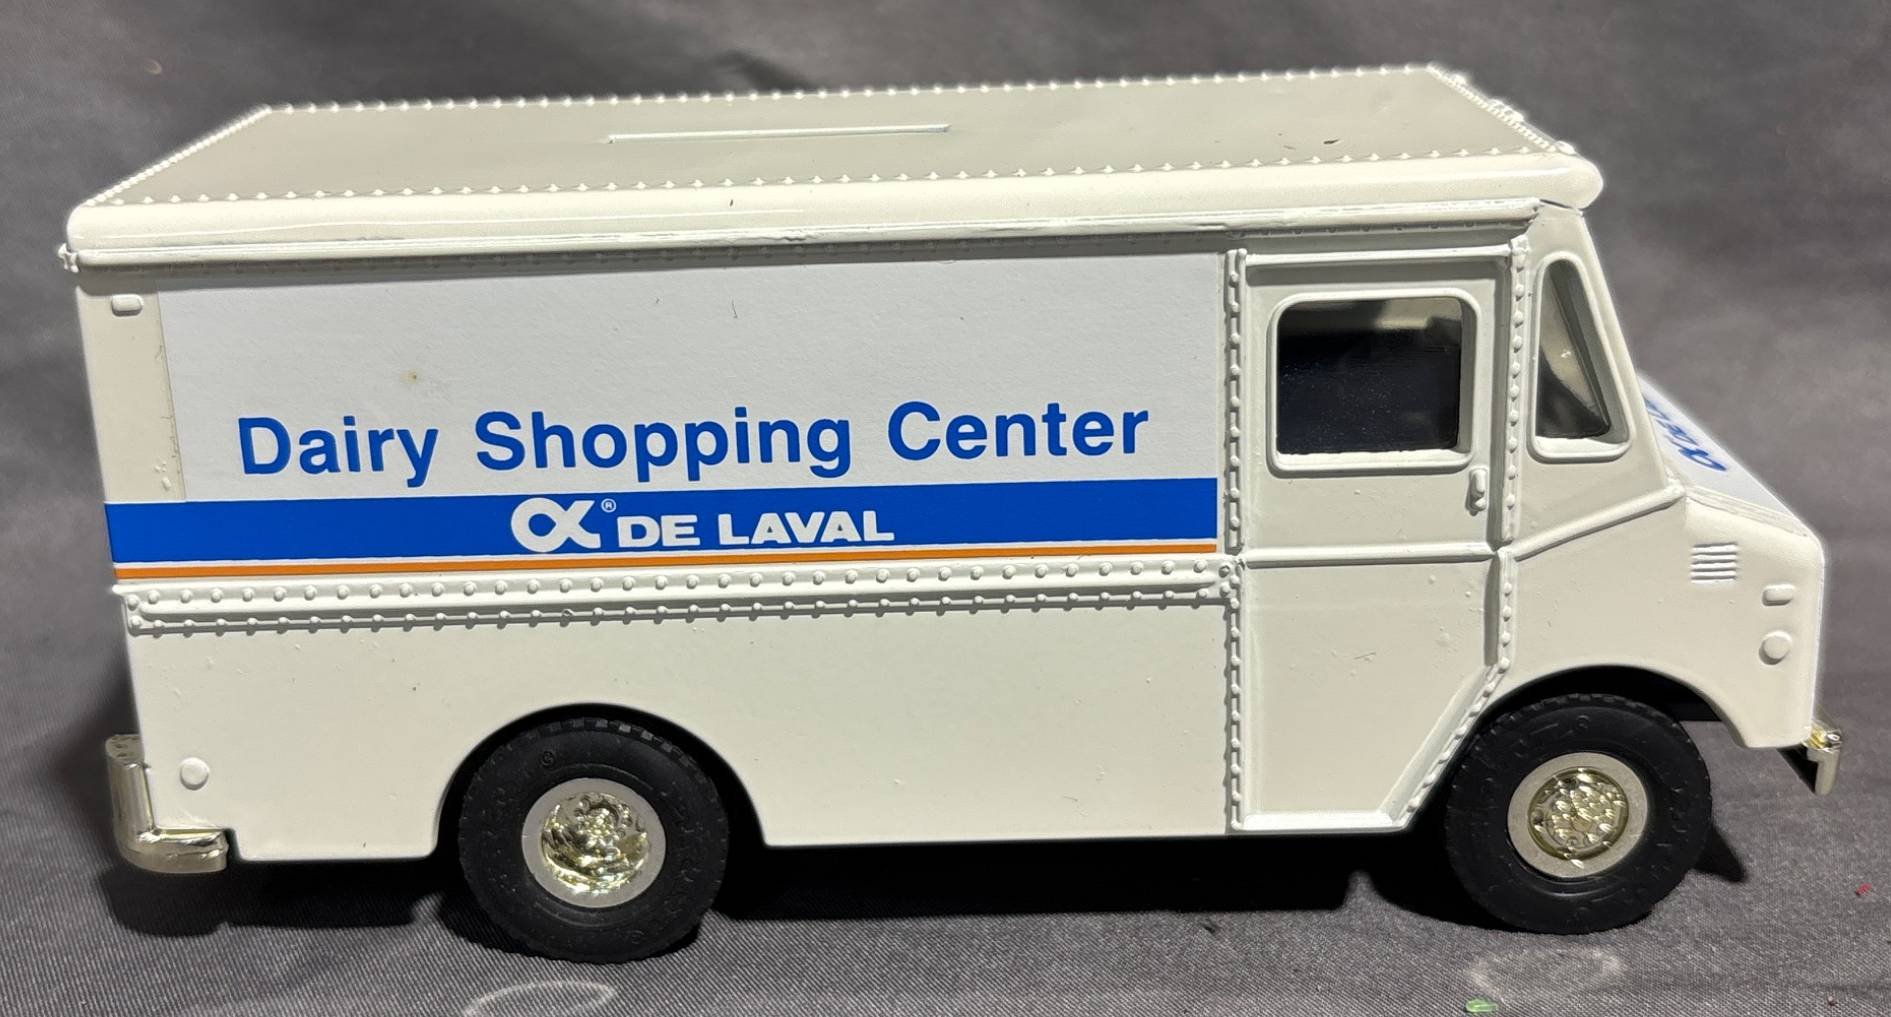 Dairy Shopping Center
α® DE LAVAL